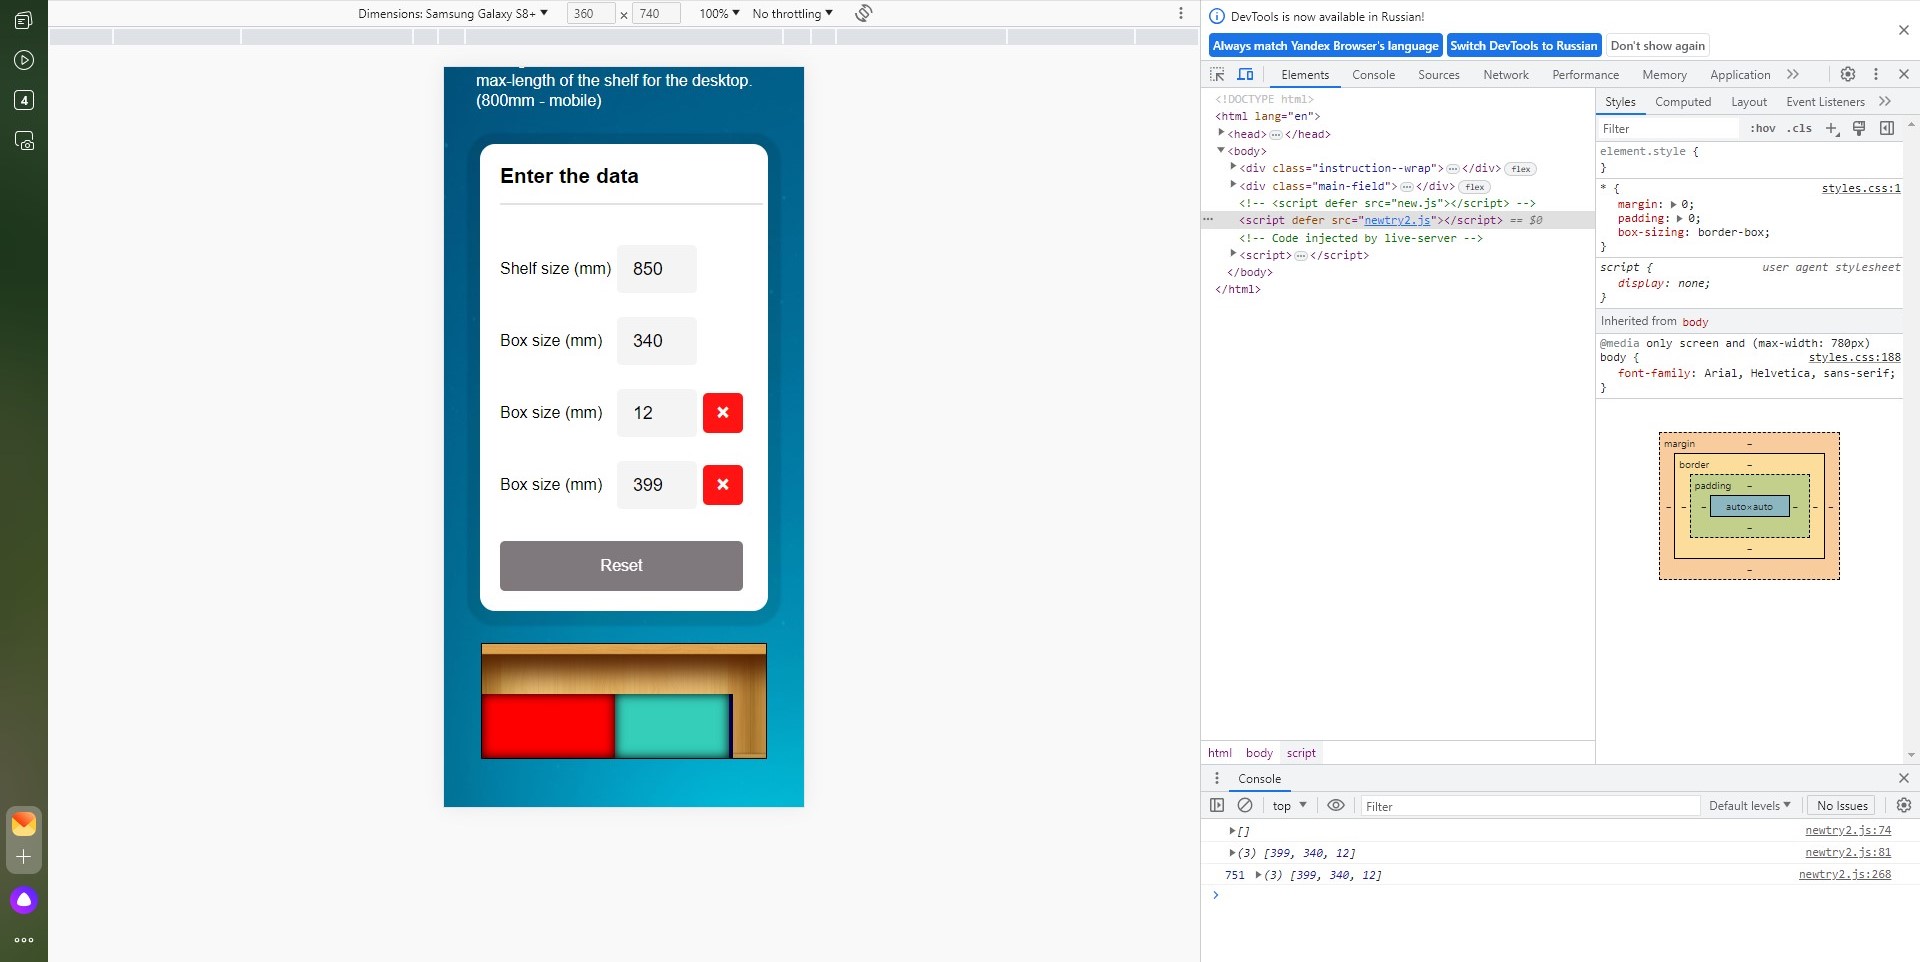 4
Dimensions: Samsung Galaxy S8+ ▼ 360 x 740 100% ▼ No throttling ▼
max-length of the shelf for the desktop.
(800mm - mobile)
Enter the data
Shelf size (mm) 850
Box size (mm) 340
Box size (mm) 12 ×
Box size (mm) 399 ×
Reset
DevTools is now available in Russian!
Always match Yandex Browser's language Switch DevTools to Russian Don't show again
Elements Console Sources Network Performance Memory Application »
<!DOCTYPE html>
<html lang="en">
▶<head>…</head>
▼<body>
▶<div class="instruction--wrap">…</div> flex
▶<div class="main-field">…</div> flex
<!-- <script defer src="new.js"></script> -->
<script defer src="newtry2.js"></script> == $0
<!-- Code injected by live-server -->
▶<script>…</script>
</body>
</html>
html body script
Styles Computed Layout Event Listeners »
Filter :hov .cls +
element.style {
}
* { styles.css:1
margin: ▶ 0;
padding: ▶ 0;
box-sizing: border-box;
}
script { user agent stylesheet
display: none;
}
Inherited from body
@media only screen and (max-width: 780px)
body { styles.css:188
font-family: Arial, Helvetica, sans-serif;
}
margin –
border –
padding –
– – – auto×auto – – –
–
–
–
Console
top ▼ Filter Default levels ▼ No Issues
▶[] newtry2.js:74
▶(3) [399, 340, 12] newtry2.js:81
751 ▶(3) [399, 340, 12] newtry2.js:268
>